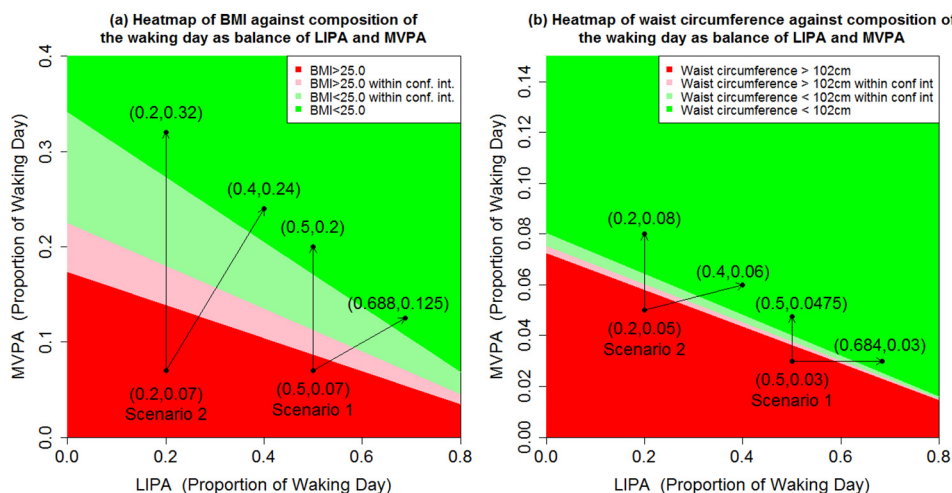 (a) Heatmap of BMI against composition of
the waking day as balance of LIPA and MVPA
BMI>25.0
BMI>25.0 within conf. int.
BMI<25.0 within conf. int.
BMI<25.0
(0.2,0.32)
(0.4,0.24)
(0.5,0.2)
(0.688,0.125)
(0.2,0.07)
Scenario 2
(0.5,0.07)
Scenario 1
MVPA (Proportion of Waking Day)
0.0
0.1
0.2
0.3
0.4
0.0 0.2 0.4 0.6 0.8
LIPA (Proportion of Waking Day)
(b) Heatmap of waist circumference against composition of
the waking day as balance of LIPA and MVPA
Waist circumference > 102cm
Waist circumference > 102cm within conf int
Waist circumference < 102cm within conf int
Waist circumference < 102cm
(0.2,0.08)
(0.4,0.06)
(0.5,0.0475)
(0.2,0.05)
Scenario 2
(0.684,0.03)
(0.5,0.03)
Scenario 1
MVPA (Proportion of Waking Day)
0.00
0.02
0.04
0.06
0.08
0.10
0.12
0.14
0.0 0.2 0.4 0.6 0.8
LIPA (Proportion of Waking Day)